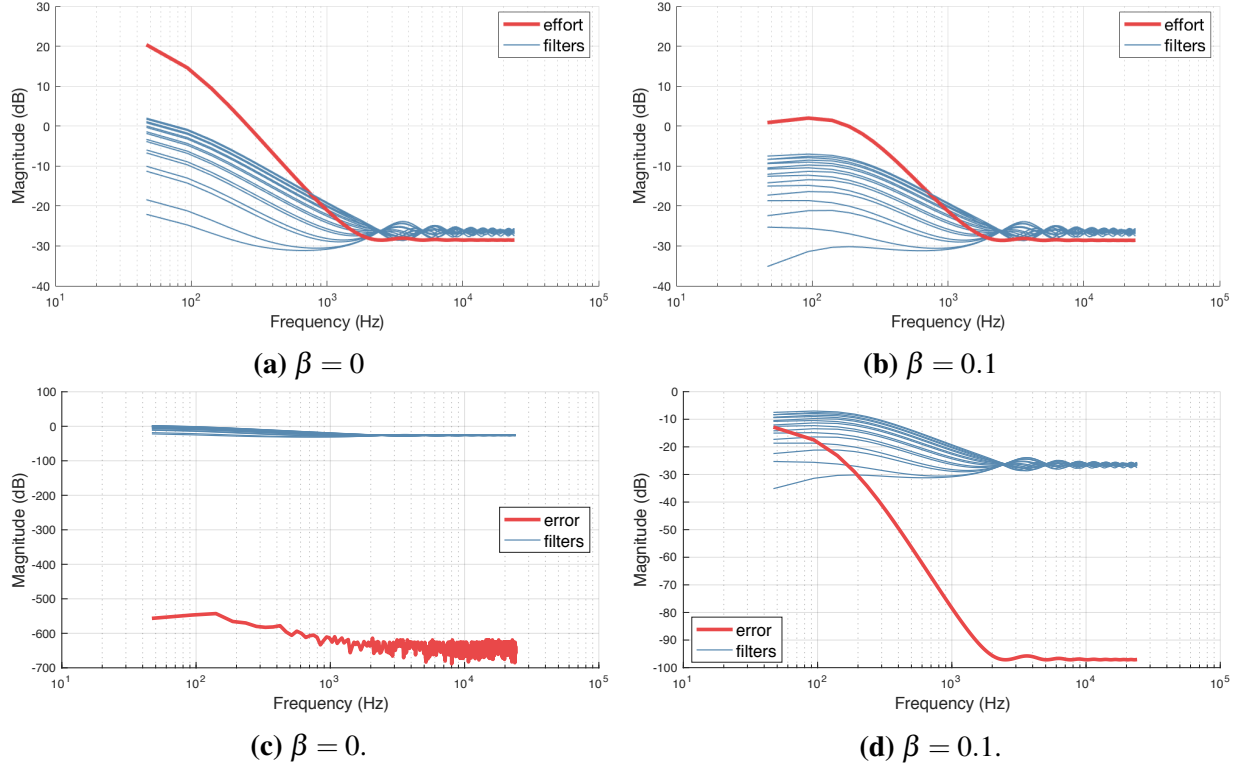 30
20
10
0
-10
-20
-30
-40
Magnitude (dB)
effort
filters
10^1
10^2
10^3
10^4
10^5
Frequency (Hz)
(a) β = 0
30
20
10
0
-10
-20
-30
-40
Magnitude (dB)
effort
filters
10^1
10^2
10^3
10^4
10^5
Frequency (Hz)
(b) β = 0.1
100
0
-100
-200
-300
-400
-500
-600
-700
Magnitude (dB)
error
filters
10^1
10^2
10^3
10^4
10^5
Frequency (Hz)
(c) β = 0.
0
-10
-20
-30
-40
-50
-60
-70
-80
-90
-100
Magnitude (dB)
error
filters
10^1
10^2
10^3
10^4
10^5
Frequency (Hz)
(d) β = 0.1.